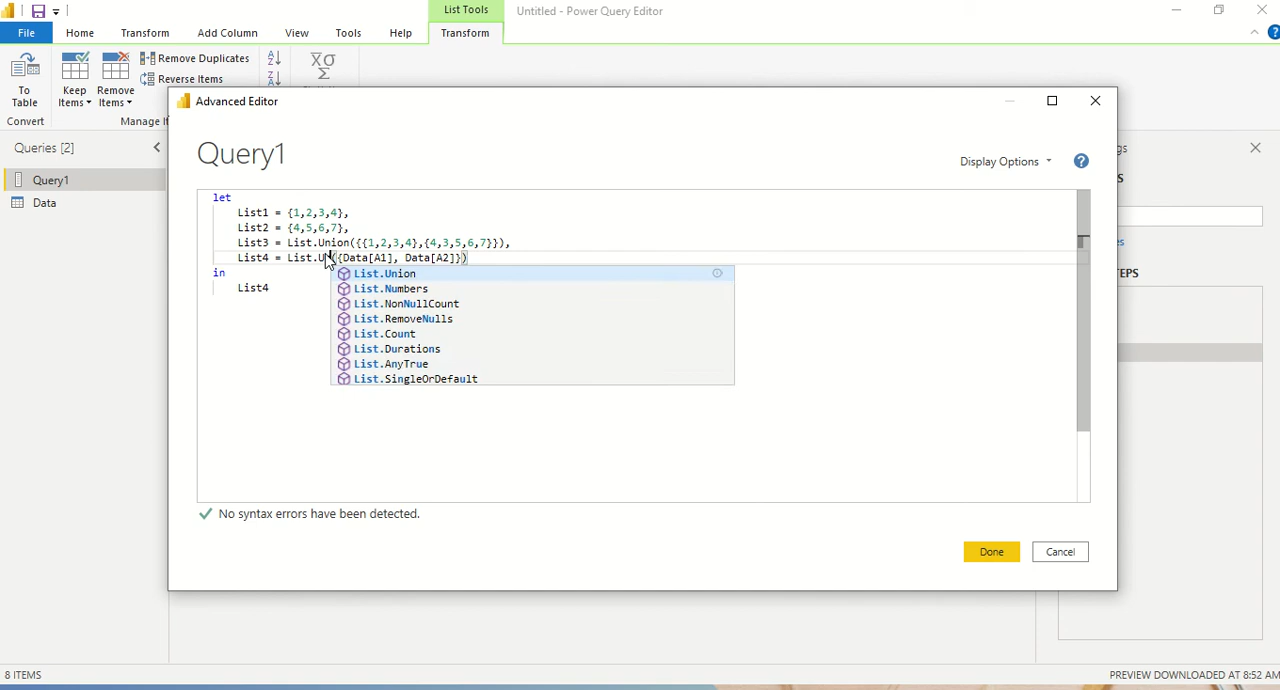 List Tools
Untitled - Power Query Editor
File
Home
Transform
Add Column
View
Tools
Help
Transform
To
Table
Keep
Items
Remove
Items
Remove Duplicates
Reverse Items
Convert
Manage It
Advanced Editor
Queries [2]
Query1
Data
Query1
Display Options
let
List1 = {1,2,3,4},
List2 = {4,5,6,7},
List3 = List.Union({{1,2,3,4},{4,3,5,6,7}}),
List4 = List.U({Data[A1], Data[A2]})
in
List4
List.Union
List.Numbers
List.NonNullCount
List.RemoveNulls
List.Count
List.Durations
List.AnyTrue
List.SingleOrDefault
No syntax errors have been detected.
Done
Cancel
gs
S
es
TEPS
8 ITEMS
PREVIEW DOWNLOADED AT 8:52 AM